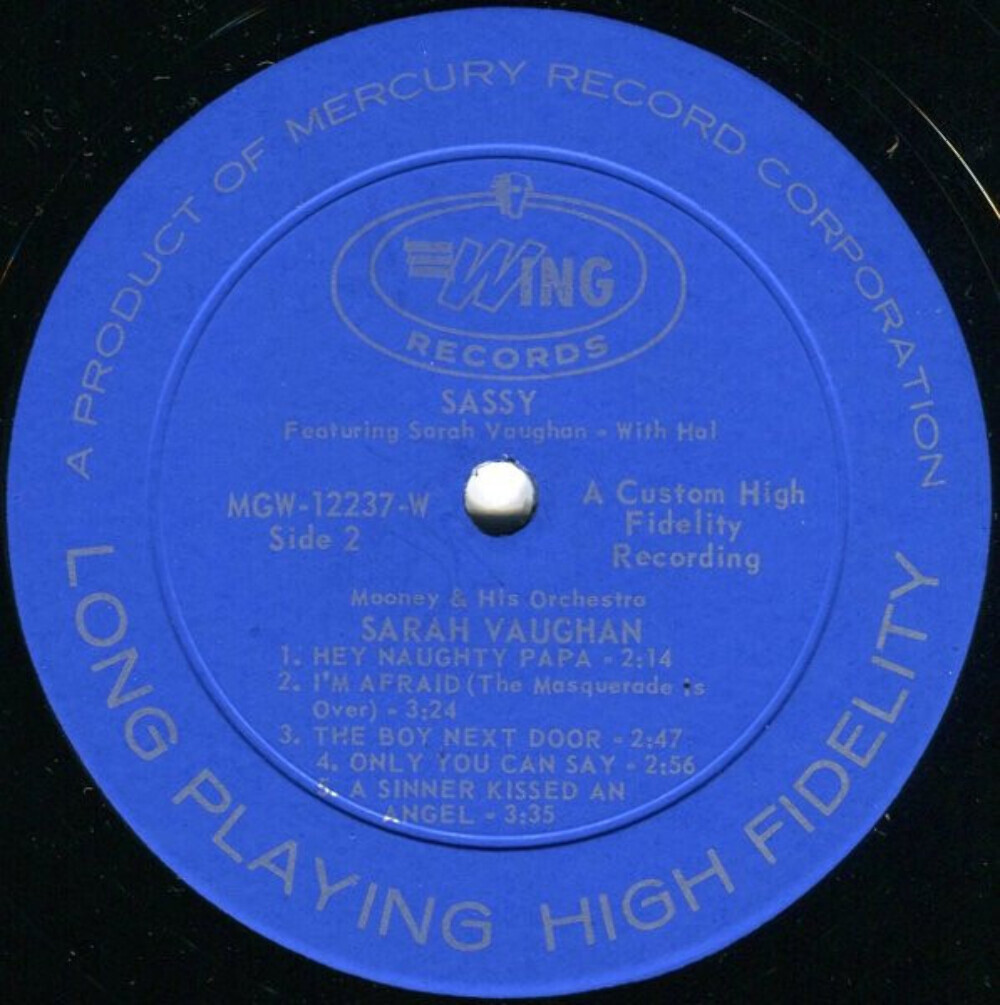 A PRODUCT OF MERCURY RECORD CORPORATION
WING
RECORDS
SASSY
Featuring Sarah Vaughan - With Hal
MGW-12237-W
Side 2
A Custom High
Fidelity
Recording
Mooney & His Orchestra
SARAH VAUGHAN
1. HEY NAUGHTY PAPA - 2:14
2. I'M AFRAID (The Masquerade is
Over) - 3:24
3. THE BOY NEXT DOOR - 2:47
4. ONLY YOU CAN SAY - 2:56
5. A SINNER KISSED AN
ANGEL - 3:35
LONG PLAYING HIGH FIDELITY